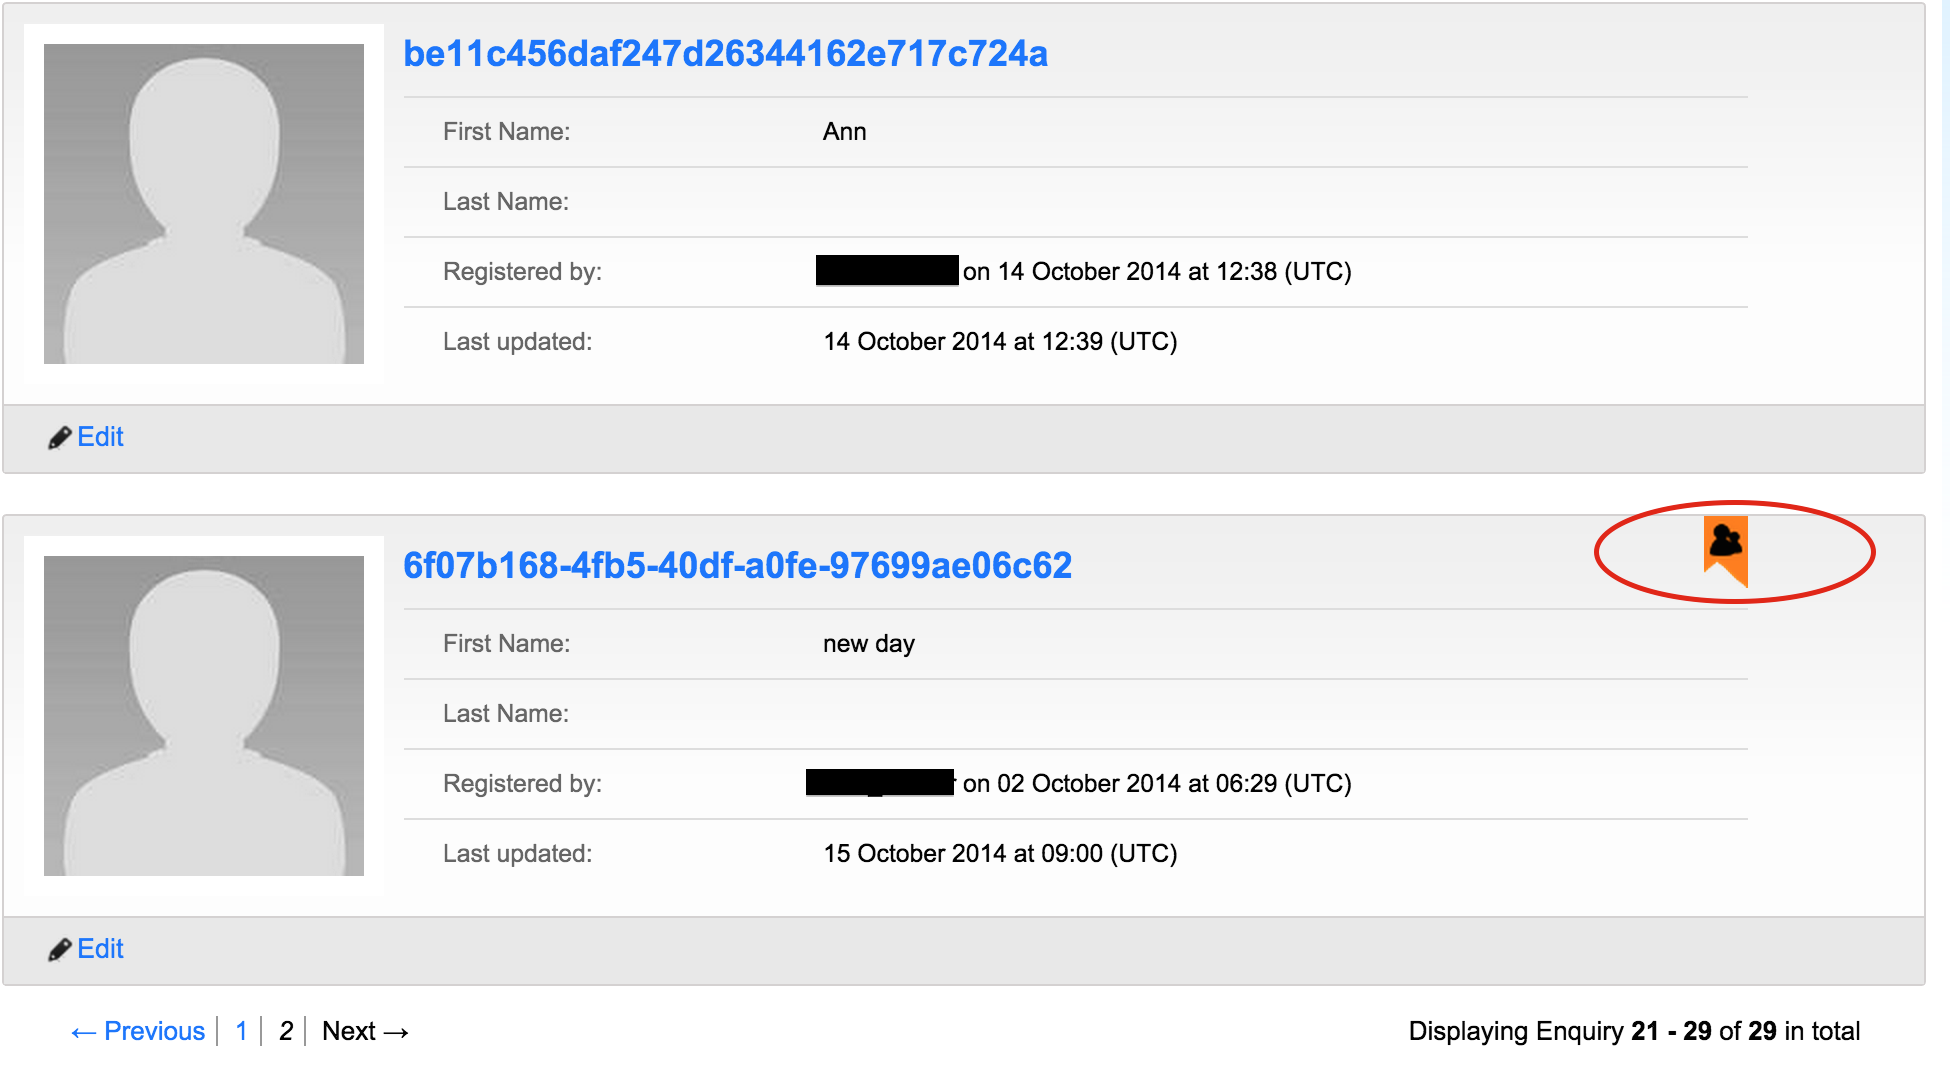 be11c456daf247d26344162e717c724a
First Name: Ann
Last Name:
Registered by: on 14 October 2014 at 12:38 (UTC)
Last updated: 14 October 2014 at 12:39 (UTC)
Edit
6f07b168-4fb5-40df-a0fe-97699ae06c62
First Name: new day
Last Name:
Registered by: on 02 October 2014 at 06:29 (UTC)
Last updated: 15 October 2014 at 09:00 (UTC)
Edit
← Previous 1 2 Next → Displaying Enquiry 21 - 29 of 29 in total